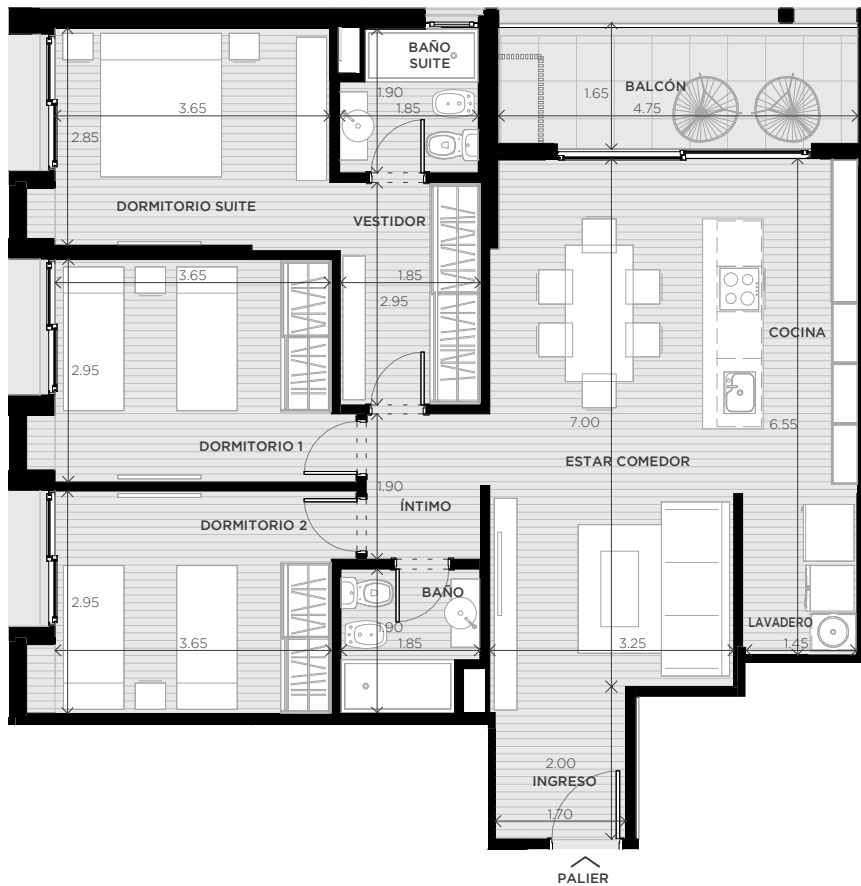 BAÑO
SUITE
1.90
1.85
1.65
BALCÓN
4.75
3.65
2.85
DORMITORIO SUITE
VESTIDOR
3.65
1.85
2.95
COCINA
2.95
7.00
6.55
DORMITORIO 1
ESTAR COMEDOR
1.90
ÍNTIMO
DORMITORIO 2
2.95
BAÑO
1.90
3.65
1.85
3.25
LAVADERO
1.45
2.00
INGRESO
1.70
PALIER